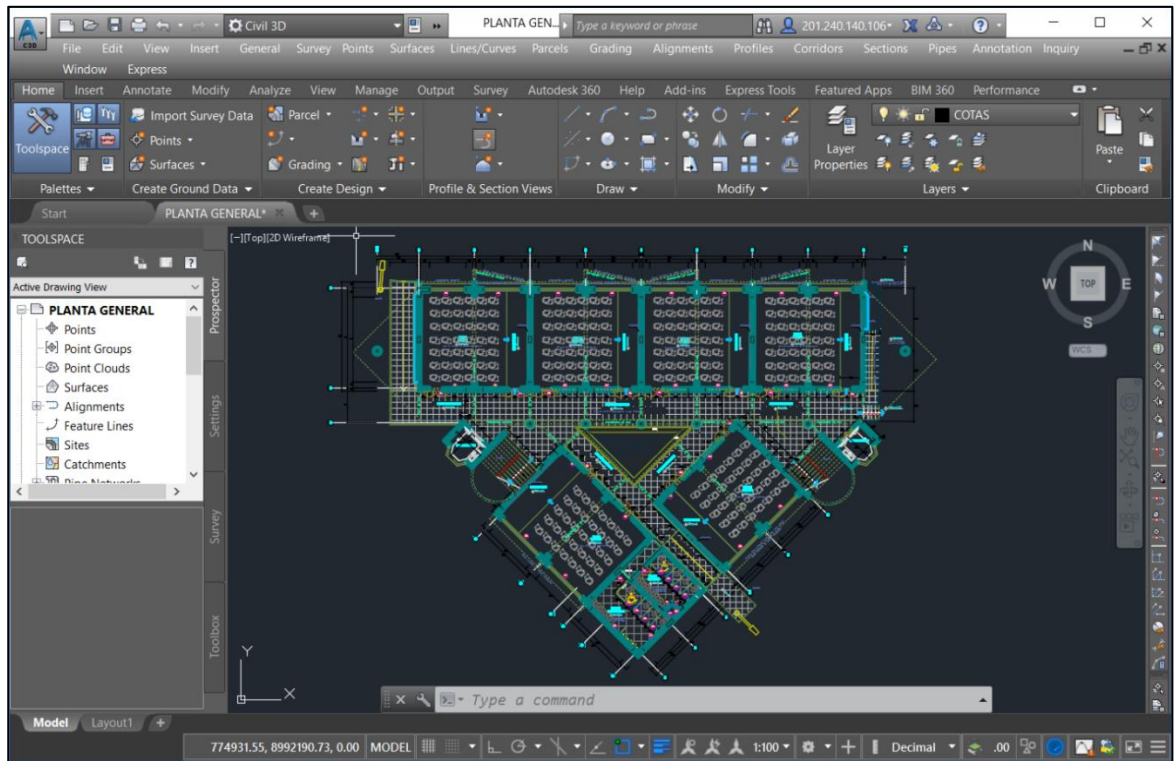 C3D
Civil 3D PLANTA GEN... Type a keyword or phrase 201.240.140.106
File Edit View Insert General Survey Points Surfaces Lines/Curves Parcels Grading Alignments Profiles Corridors Sections Pipes Annotation Inquiry
Window Express
Home Insert Annotate Modify Analyze View Manage Output Survey Autodesk 360 Help Add-ins Express Tools Featured Apps BIM 360 Performance
Toolspace
Import Survey Data
Points
Surfaces
Parcel
Grading
Layer
Properties
COTAS
Paste
Palettes Create Ground Data Create Design Profile & Section Views Draw Modify Layers Clipboard
Start PLANTA GENERAL*
TOOLSPACE
Active Drawing View
PLANTA GENERAL
Points
Point Groups
Point Clouds
Surfaces
Alignments
Feature Lines
Sites
Catchments
Pipe Networks
Prospector
Settings
Survey
Toolbox
[−][Top][2D Wireframe]
N
W TOP E
S
WCS
Y
X
Type a command
Model Layout1
774931.55, 8992190.73, 0.00 MODEL 1:100 Decimal .00